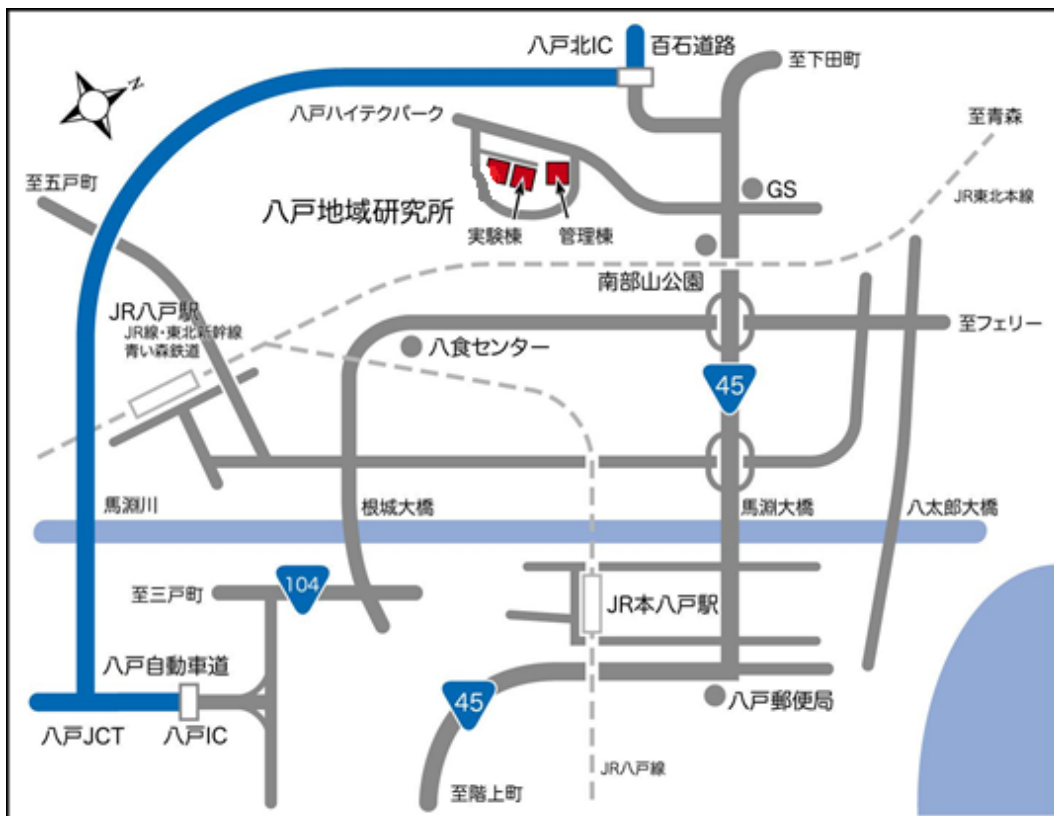 八戸北IC
百石道路
至下田町
N
八戸ハイテクパーク
至青森
至五戸町
GS
JR東北本線
八戸地域研究所
実験棟
管理棟
南部山公園
JR八戸駅
JR線・東北新幹線
青い森鉄道
八食センター
至フェリー
45
馬淵川
根城大橋
馬淵大橋
八太郎大橋
104
至三戸町
JR本八戸駅
八戸自動車道
45
八戸郵便局
八戸JCT
八戸IC
JR八戸線
至階上町